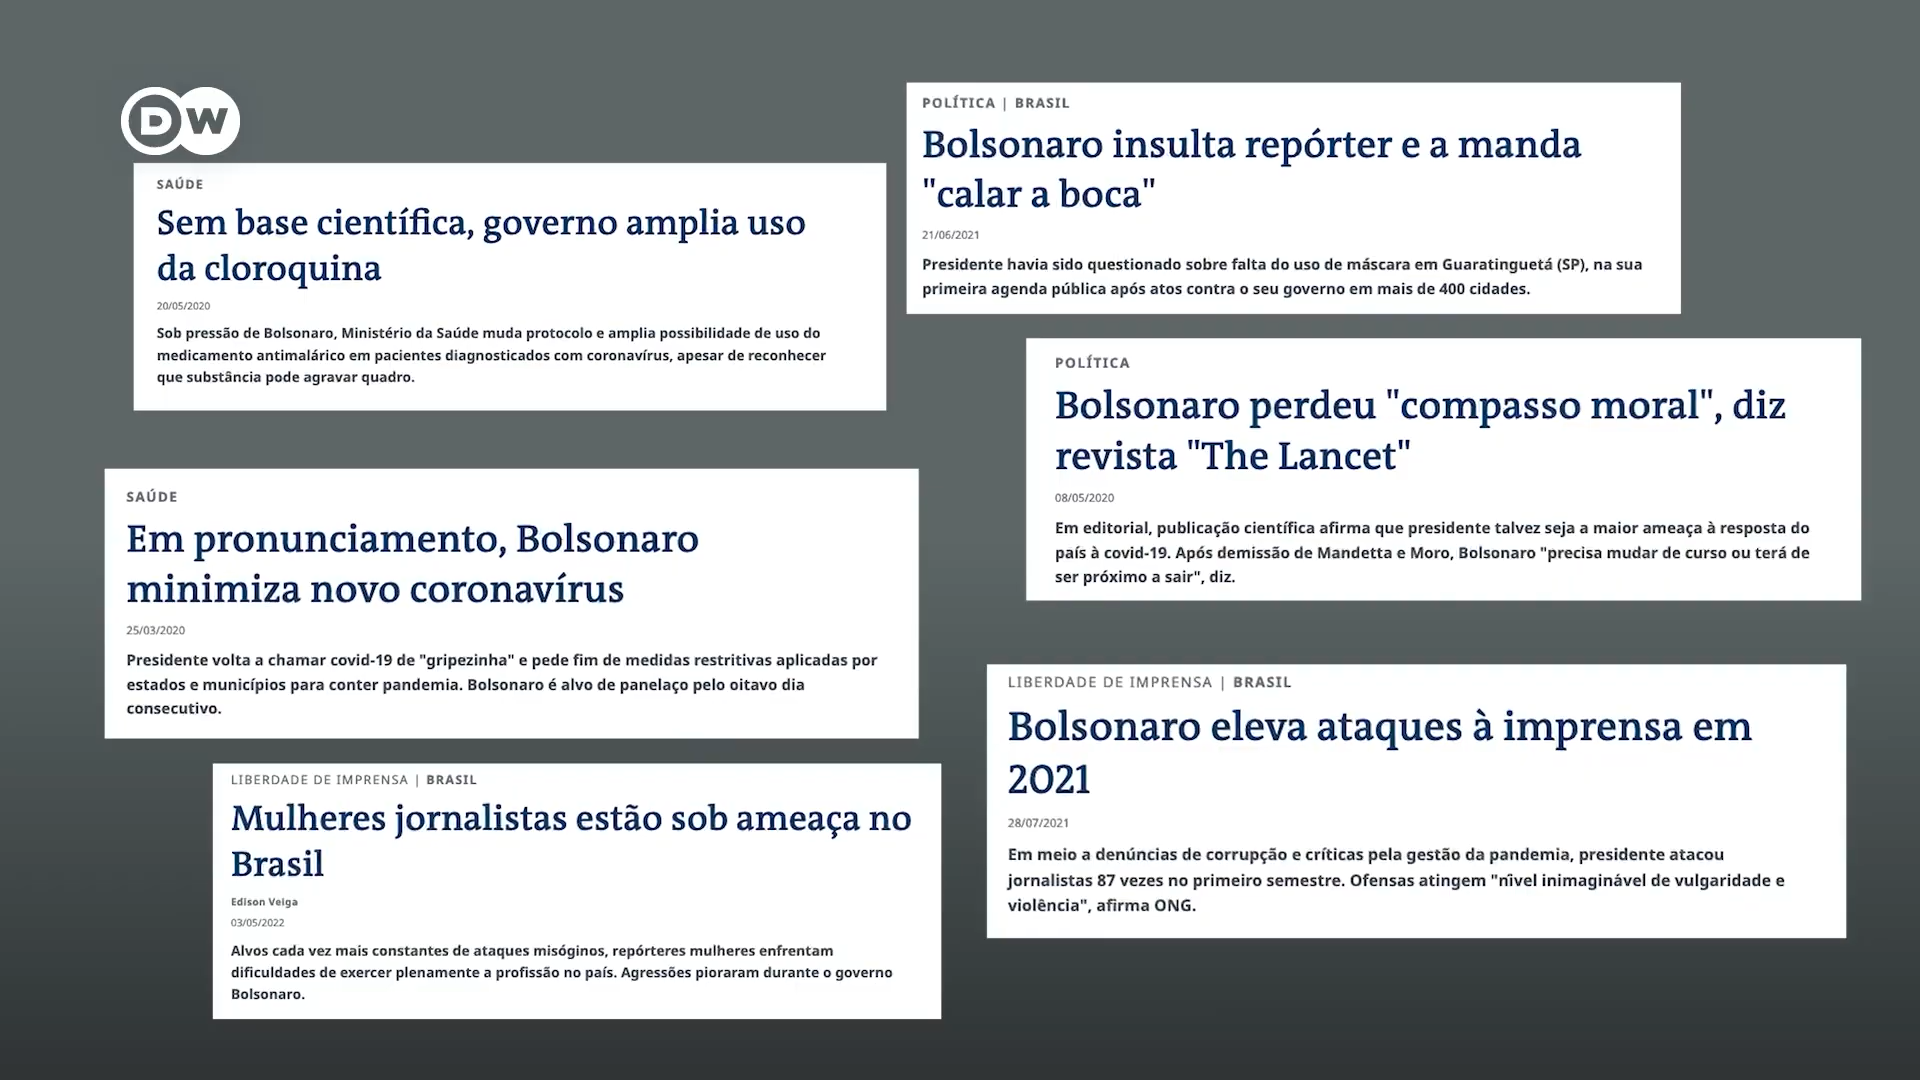 DW
SAÚDE
Sem base científica, governo amplia uso
da cloroquina
20/05/2020
Sob pressão de Bolsonaro, Ministério da Saúde muda protocolo e amplia possibilidade de uso do
medicamento antimalárico em pacientes diagnosticados com coronavírus, apesar de reconhecer
que substância pode agravar quadro.
POLÍTICA | BRASIL
Bolsonaro insulta repórter e a manda
"calar a boca"
21/06/2021
Presidente havia sido questionado sobre falta do uso de máscara em Guaratinguetá (SP), na sua
primeira agenda pública após atos contra o seu governo em mais de 400 cidades.
POLÍTICA
Bolsonaro perdeu "compasso moral", diz
revista "The Lancet"
08/05/2020
Em editorial, publicação científica afirma que presidente talvez seja a maior ameaça à resposta do
país à covid-19. Após demissão de Mandetta e Moro, Bolsonaro "precisa mudar de curso ou terá de
ser próximo a sair", diz.
SAÚDE
Em pronunciamento, Bolsonaro
minimiza novo coronavírus
25/03/2020
Presidente volta a chamar covid-19 de "gripezinha" e pede fim de medidas restritivas aplicadas por
estados e municípios para conter pandemia. Bolsonaro é alvo de panelaço pelo oitavo dia
consecutivo.
LIBERDADE DE IMPRENSA | BRASIL
Bolsonaro eleva ataques à imprensa em
2021
28/07/2021
Em meio a denúncias de corrupção e críticas pela gestão da pandemia, presidente atacou
jornalistas 87 vezes no primeiro semestre. Ofensas atingem "nível inimaginável de vulgaridade e
violência", afirma ONG.
LIBERDADE DE IMPRENSA | BRASIL
Mulheres jornalistas estão sob ameaça no
Brasil
Edison Veiga
03/05/2022
Alvos cada vez mais constantes de ataques misóginos, repórteres mulheres enfrentam
dificuldades de exercer plenamente a profissão no país. Agressões pioraram durante o governo
Bolsonaro.